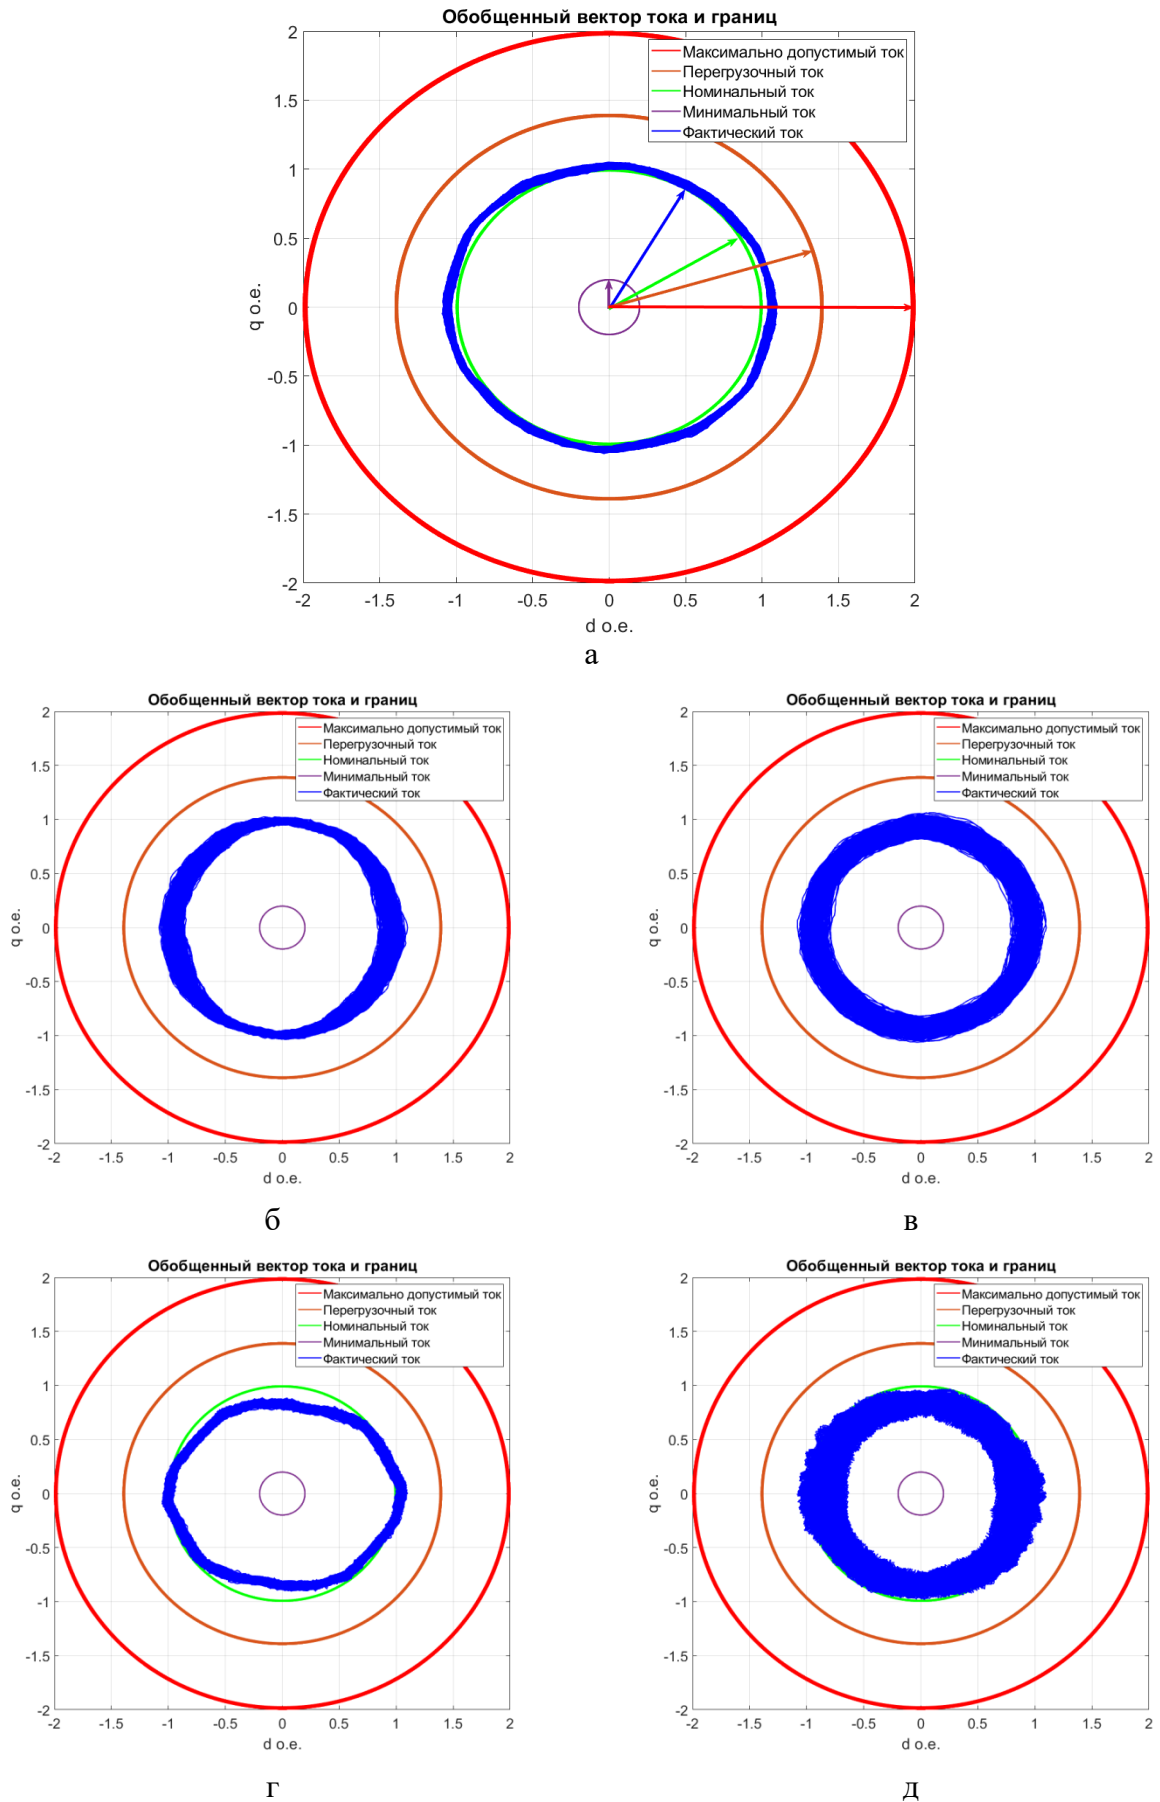 Обобщенный вектор тока и границ
Максимально допустимый ток
Перегрузочный ток
Номинальный ток
Минимальный ток
Фактический ток
2
1.5
1
0.5
0
-0.5
-1
-1.5
-2
q о.е.
-2 -1.5 -1 -0.5 0 0.5 1 1.5 2
d о.е.
а
Обобщенный вектор тока и границ
Максимально допустимый ток
Перегрузочный ток
Номинальный ток
Минимальный ток
Фактический ток
2
1.5
1
0.5
0
-0.5
-1
-1.5
-2
q о.е.
-2 -1.5 -1 -0.5 0 0.5 1 1.5 2
d о.е.
б
Обобщенный вектор тока и границ
Максимально допустимый ток
Перегрузочный ток
Номинальный ток
Минимальный ток
Фактический ток
2
1.5
1
0.5
0
-0.5
-1
-1.5
-2
q о.е.
-2 -1.5 -1 -0.5 0 0.5 1 1.5 2
d о.е.
в
Обобщенный вектор тока и границ
Максимально допустимый ток
Перегрузочный ток
Номинальный ток
Минимальный ток
Фактический ток
2
1.5
1
0.5
0
-0.5
-1
-1.5
-2
q о.е.
-2 -1.5 -1 -0.5 0 0.5 1 1.5 2
d о.е.
г
Обобщенный вектор тока и границ
Максимально допустимый ток
Перегрузочный ток
Номинальный ток
Минимальный ток
Фактический ток
2
1.5
1
0.5
0
-0.5
-1
-1.5
-2
q о.е.
-2 -1.5 -1 -0.5 0 0.5 1 1.5 2
d о.е.
д